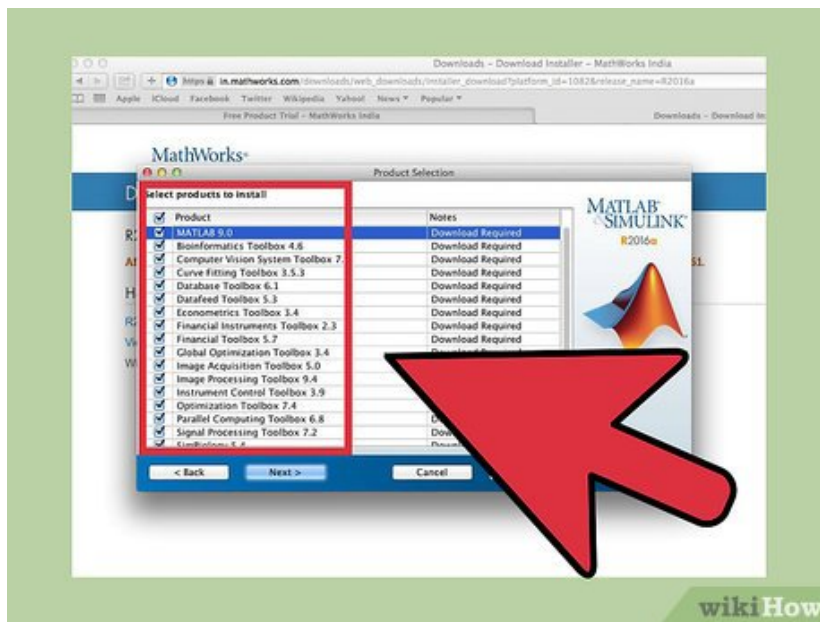 Downloads – Download Installer – MathWorks India
https in.mathworks.com/downloads/web_downloads/installer_download?platform_id=1082&release_name=R2016a
Apple iCloud Facebook Twitter Wikipedia Yahoo! News Popular
Free Product Trial – MathWorks India
Downloads – Download In
MathWorks
Product Selection
D
Select products to install
MATLAB
&SIMULINK
R2016a
Product
Notes
MATLAB 9.0
Download Required
Bioinformatics Toolbox 4.6
Download Required
Computer Vision System Toolbox 7.
Download Required
Curve Fitting Toolbox 3.5.3
Download Required
Database Toolbox 6.1
Download Required
Datafeed Toolbox 5.3
Download Required
Econometrics Toolbox 3.4
Download Required
Financial Instruments Toolbox 2.3
Download Required
Financial Toolbox 5.7
Download Required
Global Optimization Toolbox 3.4
Download Required
Image Acquisition Toolbox 5.0
Image Processing Toolbox 9.4
Instrument Control Toolbox 3.9
Optimization Toolbox 7.4
Parallel Computing Toolbox 6.8
Signal Processing Toolbox 7.2
SimBiology 5.4
< Back
Next >
Cancel
wikiHow